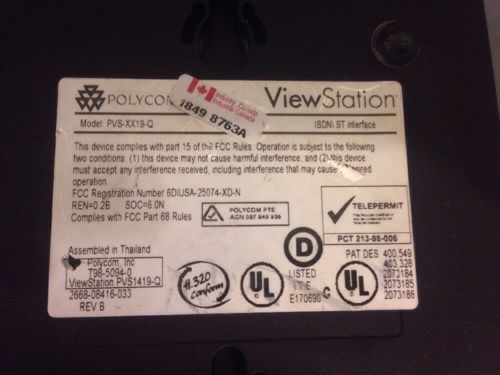 POLYCOM
ViewStation
Industry Canada
Industrie Canada
1849 8763A
Model: PVS-XX19-Q
ISDN\ ST interface
This device complies with part 15 of the FCC Rules. Operation is subject to the following
two conditions: (1) this device may not cause harmful interference, and (2) this device
must accept any interference received, including interference that may cause undesired
operation.
FCC Registration Number 6DIUSA-25074-XD-N
REN=0.2B SOC=6.0N
Complies with FCC Part 68 Rules
POLYCOM PTE
TELEPERMIT
PCT 213-98-006
Assembled in Thailand
Polycom, Inc
T98-5094-0
ViewStation PVS1419-Q
2668-08416-033
REV B
H.320
conform
UL
D
LISTED
I.T.E
E170690
C
UL
PAT DES 400.549
403.328
2073184
2073185
2073186